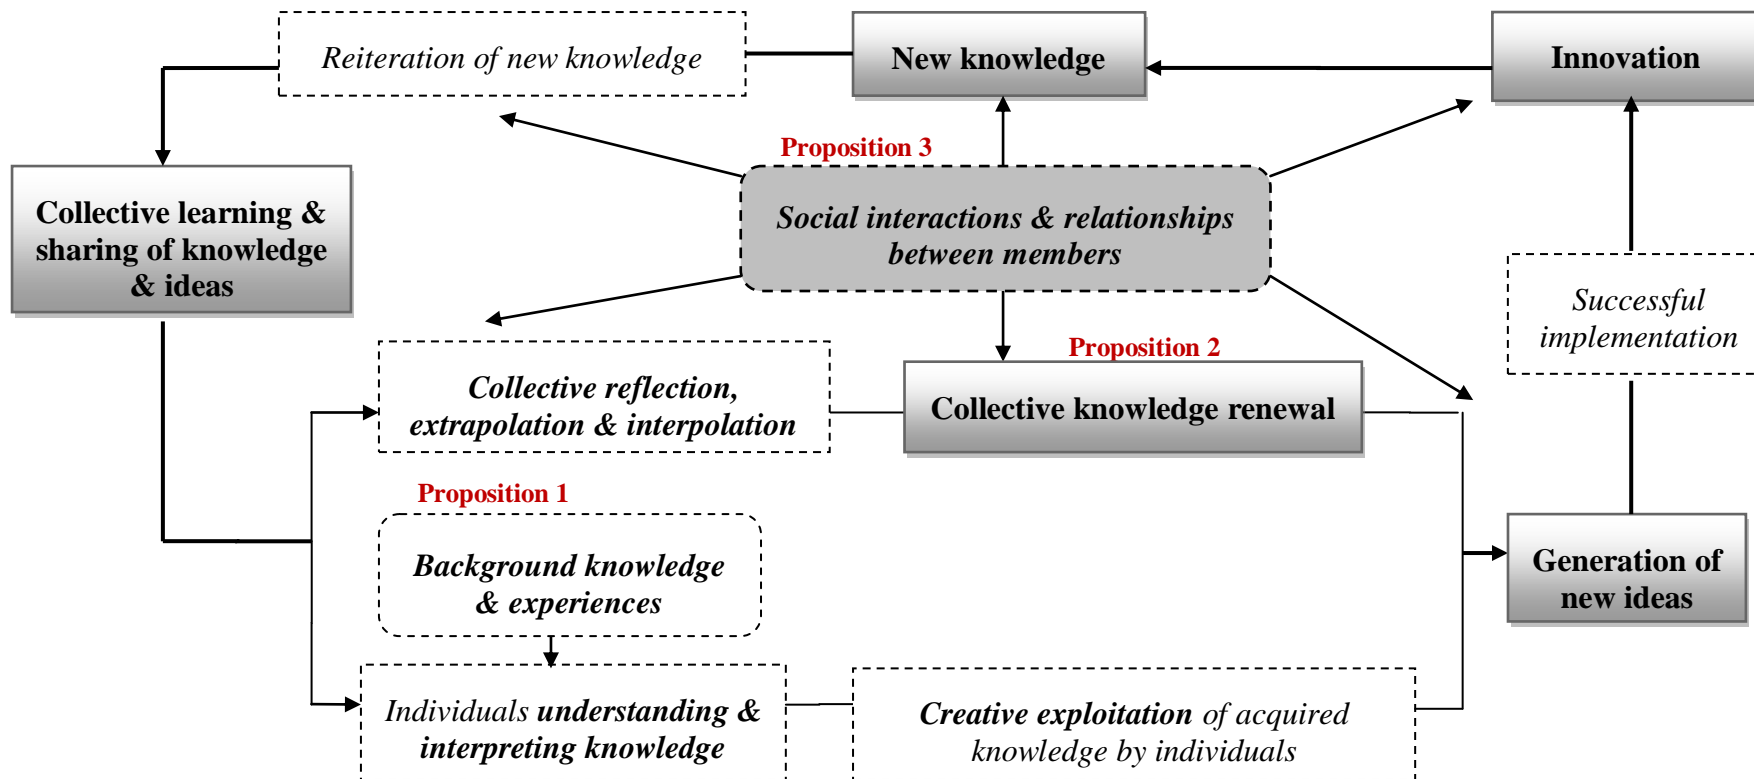 Reiteration of new knowledge
New knowledge
Innovation
Proposition 3
Collective learning &
sharing of knowledge
& ideas
Social interactions & relationships
between members
Successful
implementation
Proposition 2
Collective reflection,
extrapolation & interpolation
Collective knowledge renewal
Proposition 1
Background knowledge
& experiences
Generation of
new ideas
Individuals understanding &
interpreting knowledge
Creative exploitation of acquired
knowledge by individuals